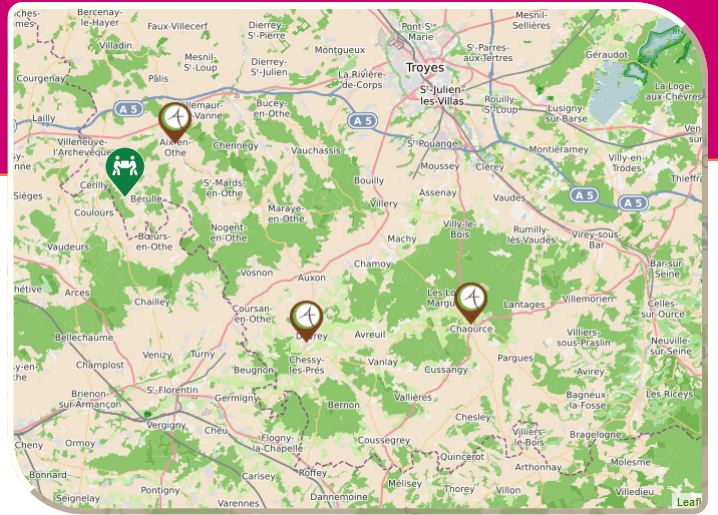 Bercenay-
le-Hayer
Faux-Villecerf
Dierrey-
St-Pierre
Pont-Ste-
Marie
Mesnil-
Sellières
Villadin
Montgueux
Géraudot
Mesnil-
St-Loup
Dierrey-
St-Julien
St-Parres-
aux-Tertres
Courgenay
Pâlis
La Rivière-
de-Corps
Troyes
St-Julien-
les-Villas
La Loge-
aux-Chèvres
Bucey-
en-Othe
Rouilly-
St-Loup
Lusigny-
sur-Barse
A 5
Lailly
A 5
Villeneuve-
l'Archevêque
Aix-en-
Othe
Chennegy
Vauchassis
St-Pouange
Montiéramey
Moussey
Clérey
Villy-en-
Trodes
Cérilly
Bérulle
St-Mards-
en-Othe
Bouilly
Assenay
Vaudes
A 5
A 5
Thieffra
Sièges
Coulours
Maraye-
en-Othe
Villery
Nogent-
en-Othe
Villy-le-
Bois
Rumilly-
lès-Vaudes
Virey-sous-
Bar
Vaudeurs
Bœurs-
en-Othe
Machy
Vosnon
Auxon
Chamoy
Bar-sur-
Seine
Arces
Chailley
Lantages
Villemorien
Celles-
sur-Ource
Coursan-
en-Othe
Chaource
Bellechaume
Avreuil
Villiers-
sous-Praslin
Neuville-
sur-Seine
Venizy
Turny
Chessy-
les-Prés
Vanlay
Pargues
Champlost
Beugnon
Cussangy
Avirey
Brienon-
sur-Armançon
St-Florentin
Germigny
Bernon
Vallières
Bagneux-
la-Fosse
Les Riceys
Vergigny
Chéu
Chesley
Cheny
Ormoy
Flogny-
la-Chapelle
Coussegrey
Villiers-
le-Bois
Bragelogne
Quincerot
Molesme
Bonnard
Carisey
Roffey
Arthonnay
Seignelay
Pontigny
Varennes
Dannemoine
Mélisey
Thorey
Villon
Villedieu
Leafl